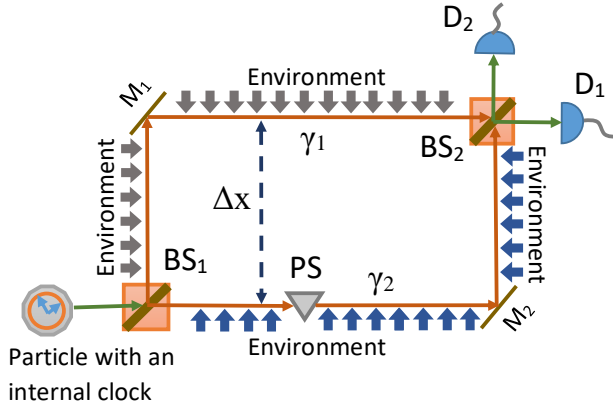 D₂
D₁
M₁
Environment
BS₂
γ₁
Environment
Environment
Δx
BS₁
PS
γ₂
M₂
Environment
Particle with an
internal clock